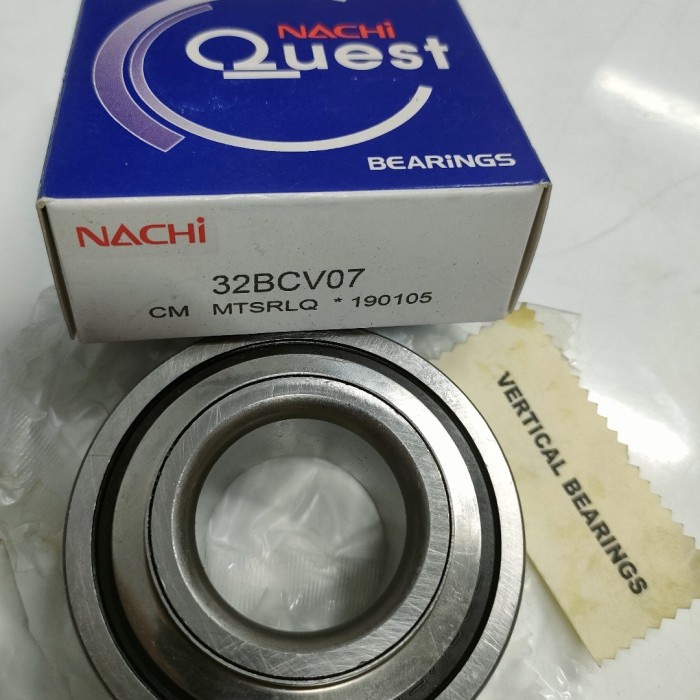 NACHi
Quest
BEARiNGS
NACHi
32BCV07
CM MTSRLQ * 190105
VERTICAL BEARINGS